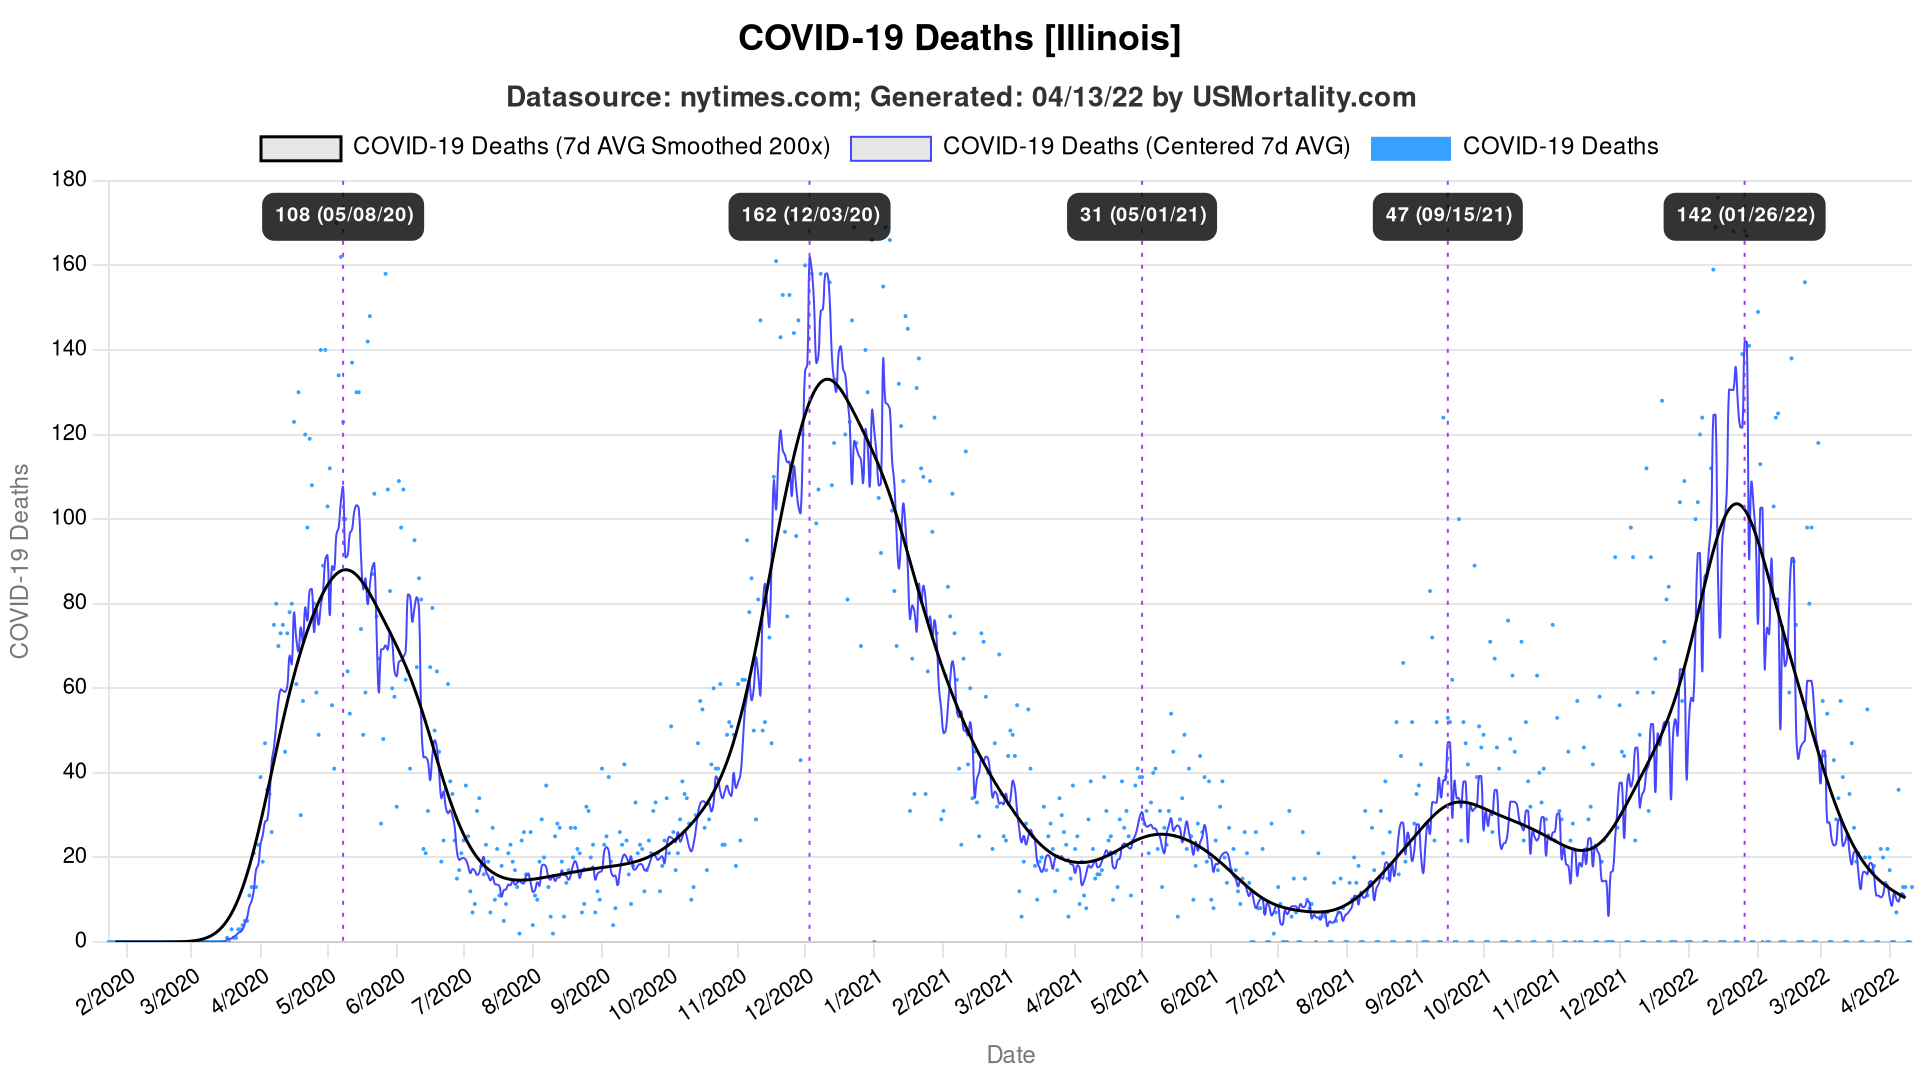 COVID-19 Deaths [Illinois]
Datasource: nytimes.com; Generated: 04/13/22 by USMortality.com
COVID-19 Deaths (7d AVG Smoothed 200x) COVID-19 Deaths (Centered 7d AVG) COVID-19 Deaths
108 (05/08/20) 162 (12/03/20) 31 (05/01/21) 47 (09/15/21) 142 (01/26/22)
COVID-19 Deaths
180
160
140
120
100
80
60
40
20
0
2/2020 3/2020 4/2020 5/2020 6/2020 7/2020 8/2020 9/2020 10/2020 11/2020 12/2020 1/2021 2/2021 3/2021 4/2021 5/2021 6/2021 7/2021 8/2021 9/2021 10/2021 11/2021 12/2021 1/2022 2/2022 3/2022 4/2022
Date